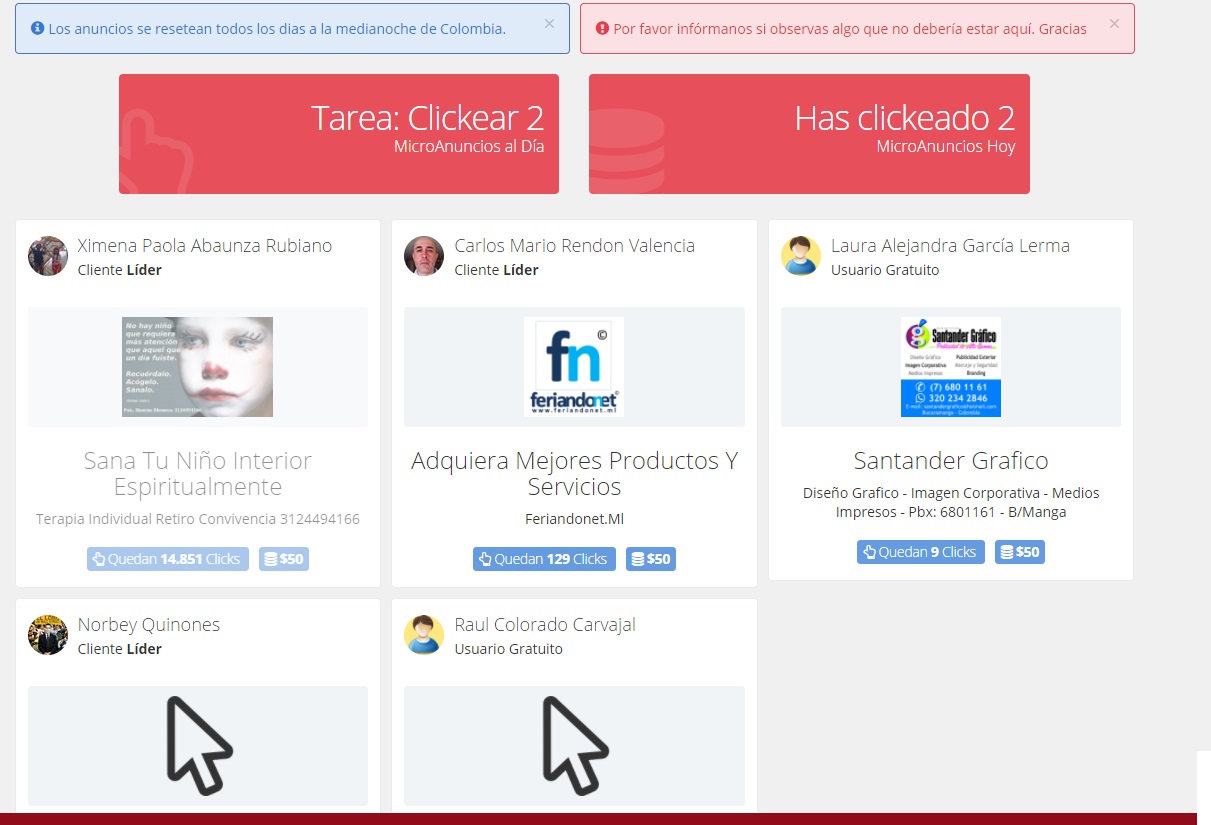 Los anuncios se resetean todos los dias a la medianoche de Colombia.
×
Por favor infórmanos si observas algo que no debería estar aquí. Gracias
×
Tarea: Clickear 2
MicroAnuncios al Día
Has clickeado 2
MicroAnuncios Hoy
Ximena Paola Abaunza Rubiano
Cliente Líder
No hay niño
que requiera
más atención
que aquel que
un día fuiste.
Recuérdalo.
Acógelo.
Sánalo.
Sana Tu Niño Interior
Espiritualmente
Terapia Individual Retiro Convivencia 3124494166
Quedan 14.851 Clicks
$50
Carlos Mario Rendon Valencia
Cliente Líder
©
fn
feriandonet
www.feriandonet.ml
Adquiera Mejores Productos Y
Servicios
Feriandonet.Ml
Quedan 129 Clicks
$50
Laura Alejandra García Lerma
Usuario Gratuito
Santander Gráfico
Diseño Gráfico
Publicidad Exterior
Imagen Corporativa
Medios Impresos
Branding
(7) 680 11 61
320 234 2846
Bucaramanga - Colombia
Santander Grafico
Diseño Grafico - Imagen Corporativa - Medios
Impresos - Pbx: 6801161 - B/Manga
Quedan 9 Clicks
$50
Norbey Quinones
Cliente Líder
Raul Colorado Carvajal
Usuario Gratuito